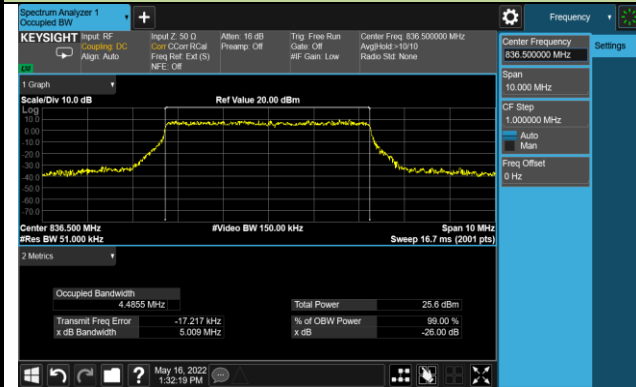 Spectrum Analyzer 1
Occupied BW
+
Frequency
KEYSIGHT
Input: RF
Coupling: DC
Align: Auto
Input Z: 50 Ω
Corr CCorr RCal
Freq Ref: Ext (S)
NFE: Off
Atten: 16 dB
Preamp: Off
Trig: Free Run
Gate: Off
#IF Gain: Low
Center Freq: 836.500000 MHz
Avg|Hold:>10/10
Radio Std: None
Center Frequency
836.500000 MHz
Settings
Span
10.000 MHz
CF Step
1.000000 MHz
Auto
Man
Freq Offset
0 Hz
1 Graph
Scale/Div 10.0 dB
Ref Value 20.00 dBm
Log
10.0
0.00
-10.0
-20.0
-30.0
-40.0
-50.0
-60.0
-70.0
Center 836.500 MHz
#Video BW 150.00 kHz
Span 10 MHz
#Res BW 51.000 kHz
Sweep 16.7 ms (2001 pts)
2 Metrics
Occupied Bandwidth
4.4855 MHz
Total Power
25.6 dBm
Transmit Freq Error
-17.217 kHz
% of OBW Power
99.00 %
x dB Bandwidth
5.009 MHz
x dB
-26.00 dB
?
May 16, 2022
1:32:19 PM